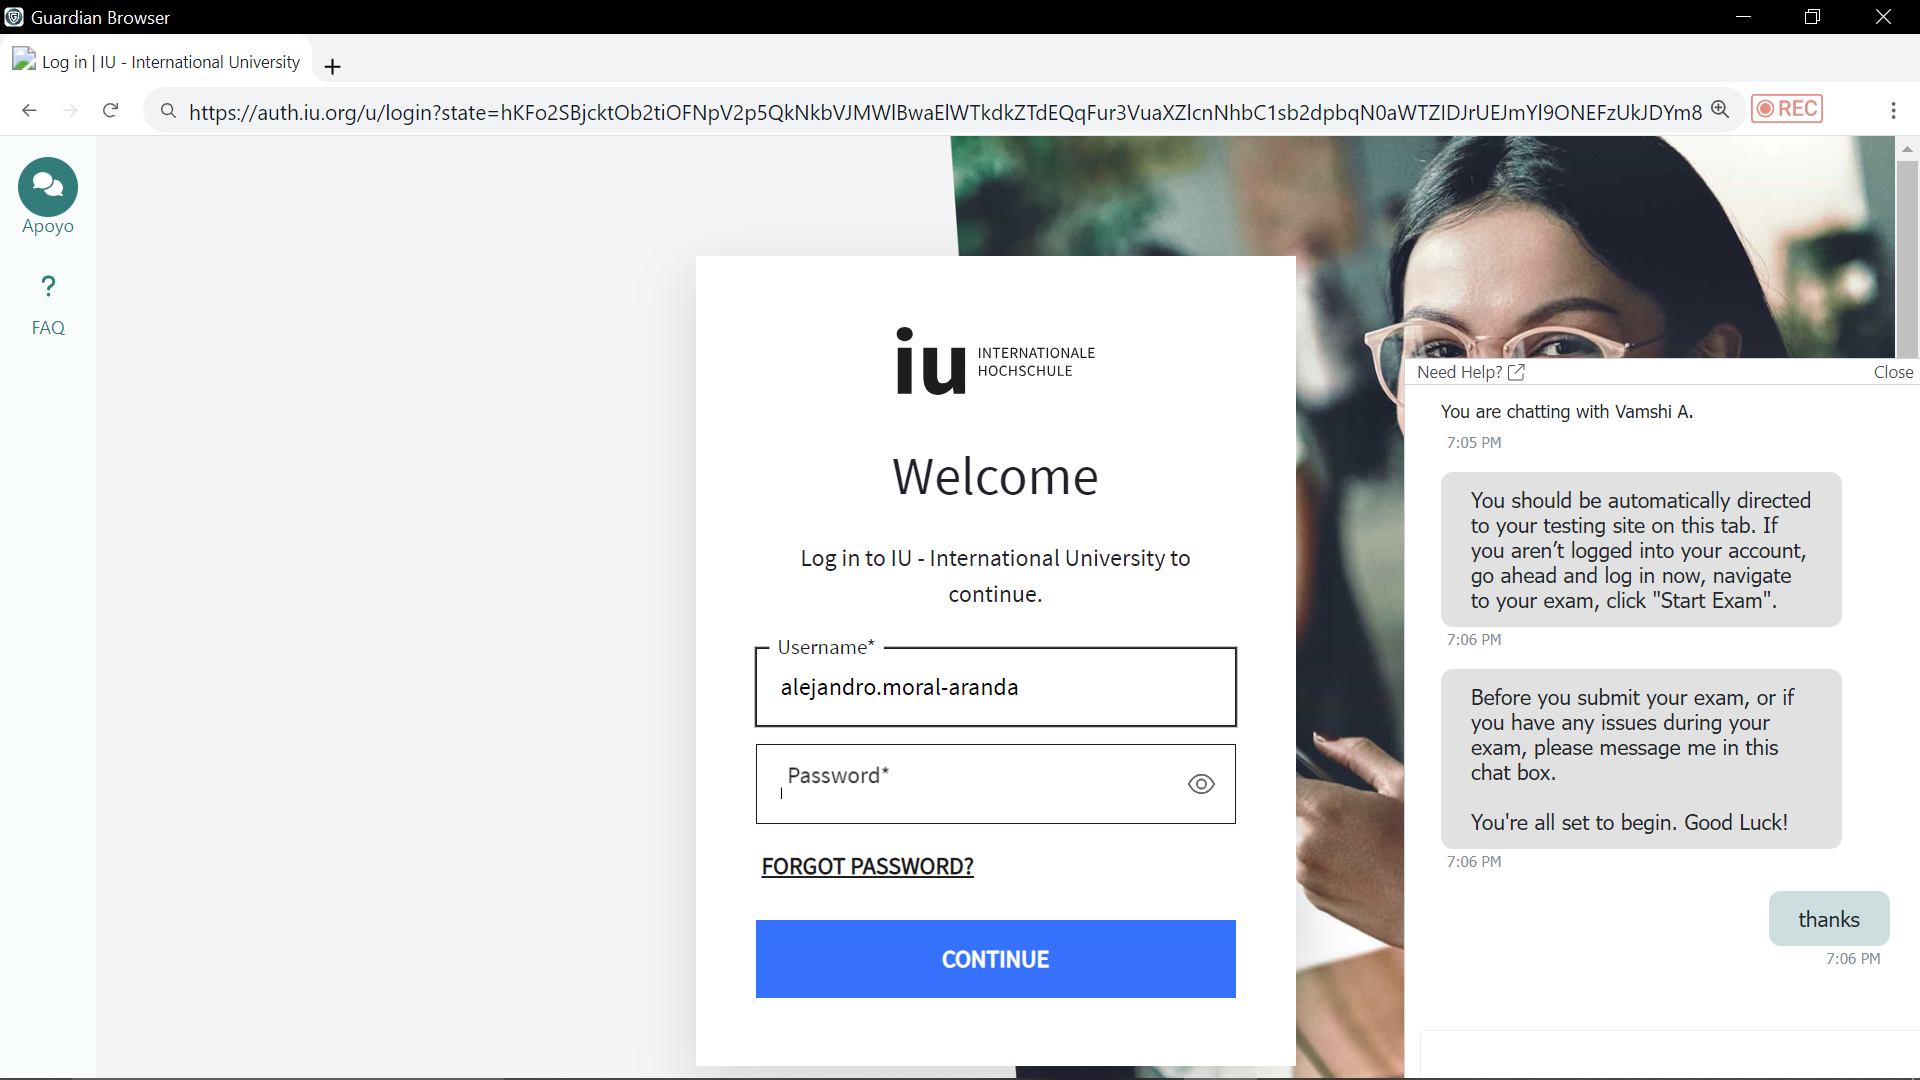 Guardian Browser
Log in | IU - International University
https://auth.iu.org/u/login?state=hKFo2SBjcktOb2tiOFNpV2p5QkNkbVJMWlBwaElWTkdkZTdEQqFur3VuaXZlcnNhbC1sb2dpbqN0aWTZIDJrUEJmYl9ONEFzUkJDYm8
REC
Apoyo
?
FAQ
iu INTERNATIONALE
HOCHSCHULE
Welcome
Log in to IU - International University to
continue.
Username*
alejandro.moral-aranda
Password*
FORGOT PASSWORD?
CONTINUE
Need Help?
Close
You are chatting with Vamshi A.
7:05 PM
You should be automatically directed
to your testing site on this tab. If
you aren’t logged into your account,
go ahead and log in now, navigate
to your exam, click "Start Exam".
7:06 PM
Before you submit your exam, or if
you have any issues during your
exam, please message me in this
chat box.
You're all set to begin. Good Luck!
7:06 PM
thanks
7:06 PM